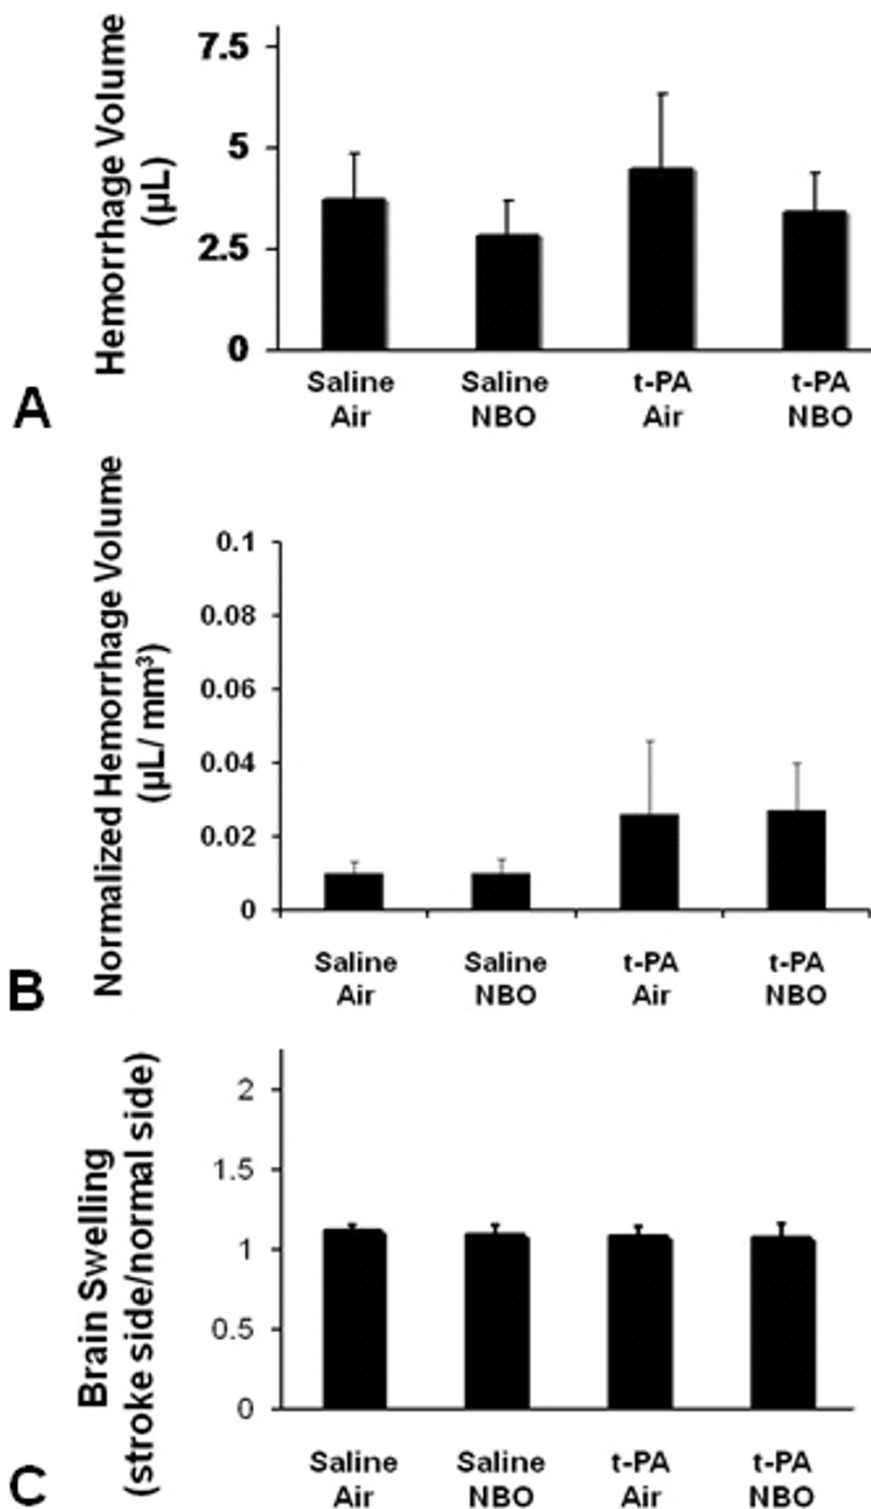 Hemorrhage Volume
(µL)
7.5
5
2.5
0
Saline
Air
Saline
NBO
t-PA
Air
t-PA
NBO
A
Normalized Hemorrhage Volume
(µL/ mm³)
0.1
0.08
0.06
0.04
0.02
0
Saline
Air
Saline
NBO
t-PA
Air
t-PA
NBO
B
Brain Swelling
(stroke side/normal side)
2
1.5
1
0.5
0
Saline
Air
Saline
NBO
t-PA
Air
t-PA
NBO
C